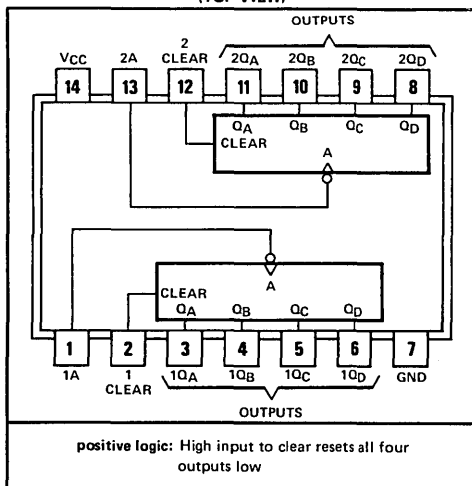 (TOP VIEW)
OUTPUTS
VCC 2A 2 CLEAR 2QA 2QB 2QC 2QD
14 13 12 11 10 9 8
QA QB QC QD
CLEAR
A
A
CLEAR
QA QB QC QD
1 2 3 4 5 6 7
1A 1 CLEAR 1QA 1QB 1QC 1QD GND
OUTPUTS
positive logic: High input to clear resets all four
outputs low